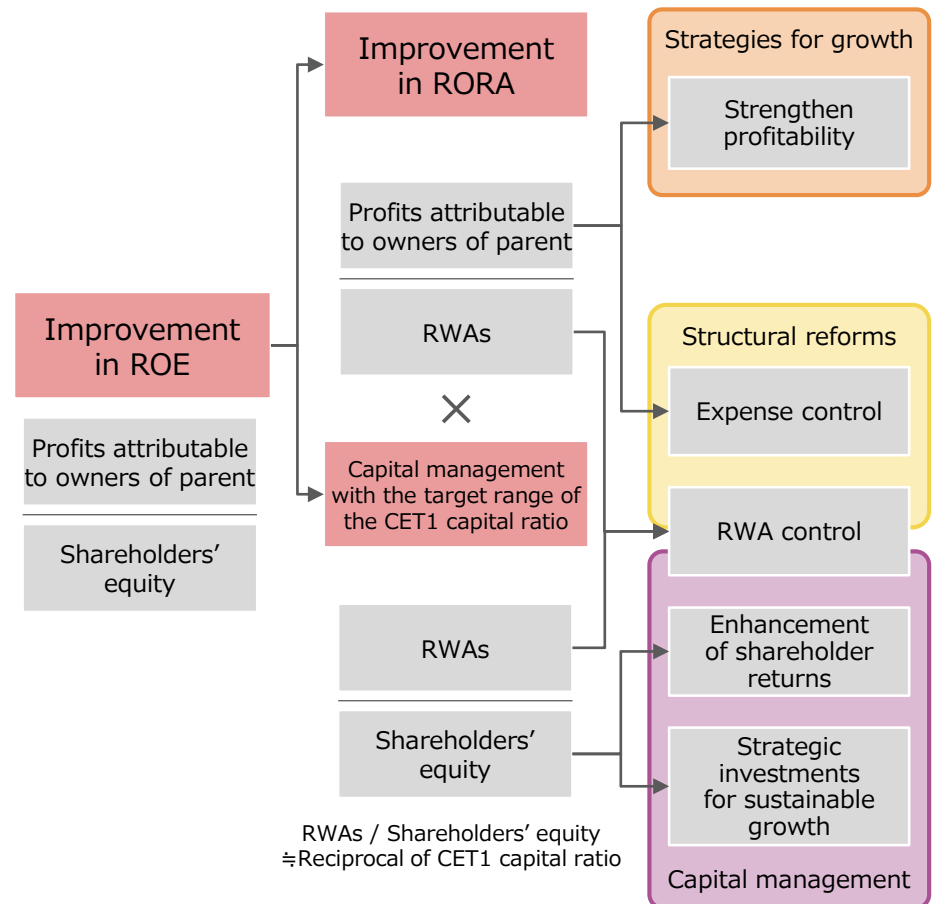 Improvement
in ROE
Profits attributable
to owners of parent
Shareholders’
equity
Improvement
in RORA
Profits attributable
to owners of parent
RWAs
×
Capital management
with the target range of
the CET1 capital ratio
RWAs
Shareholders’
equity
RWAs / Shareholders’ equity
≒Reciprocal of CET1 capital ratio
Strategies for growth
Strengthen
profitability
Structural reforms
Expense control
RWA control
Enhancement
of shareholder
returns
Strategic
investments
for sustainable
growth
Capital management